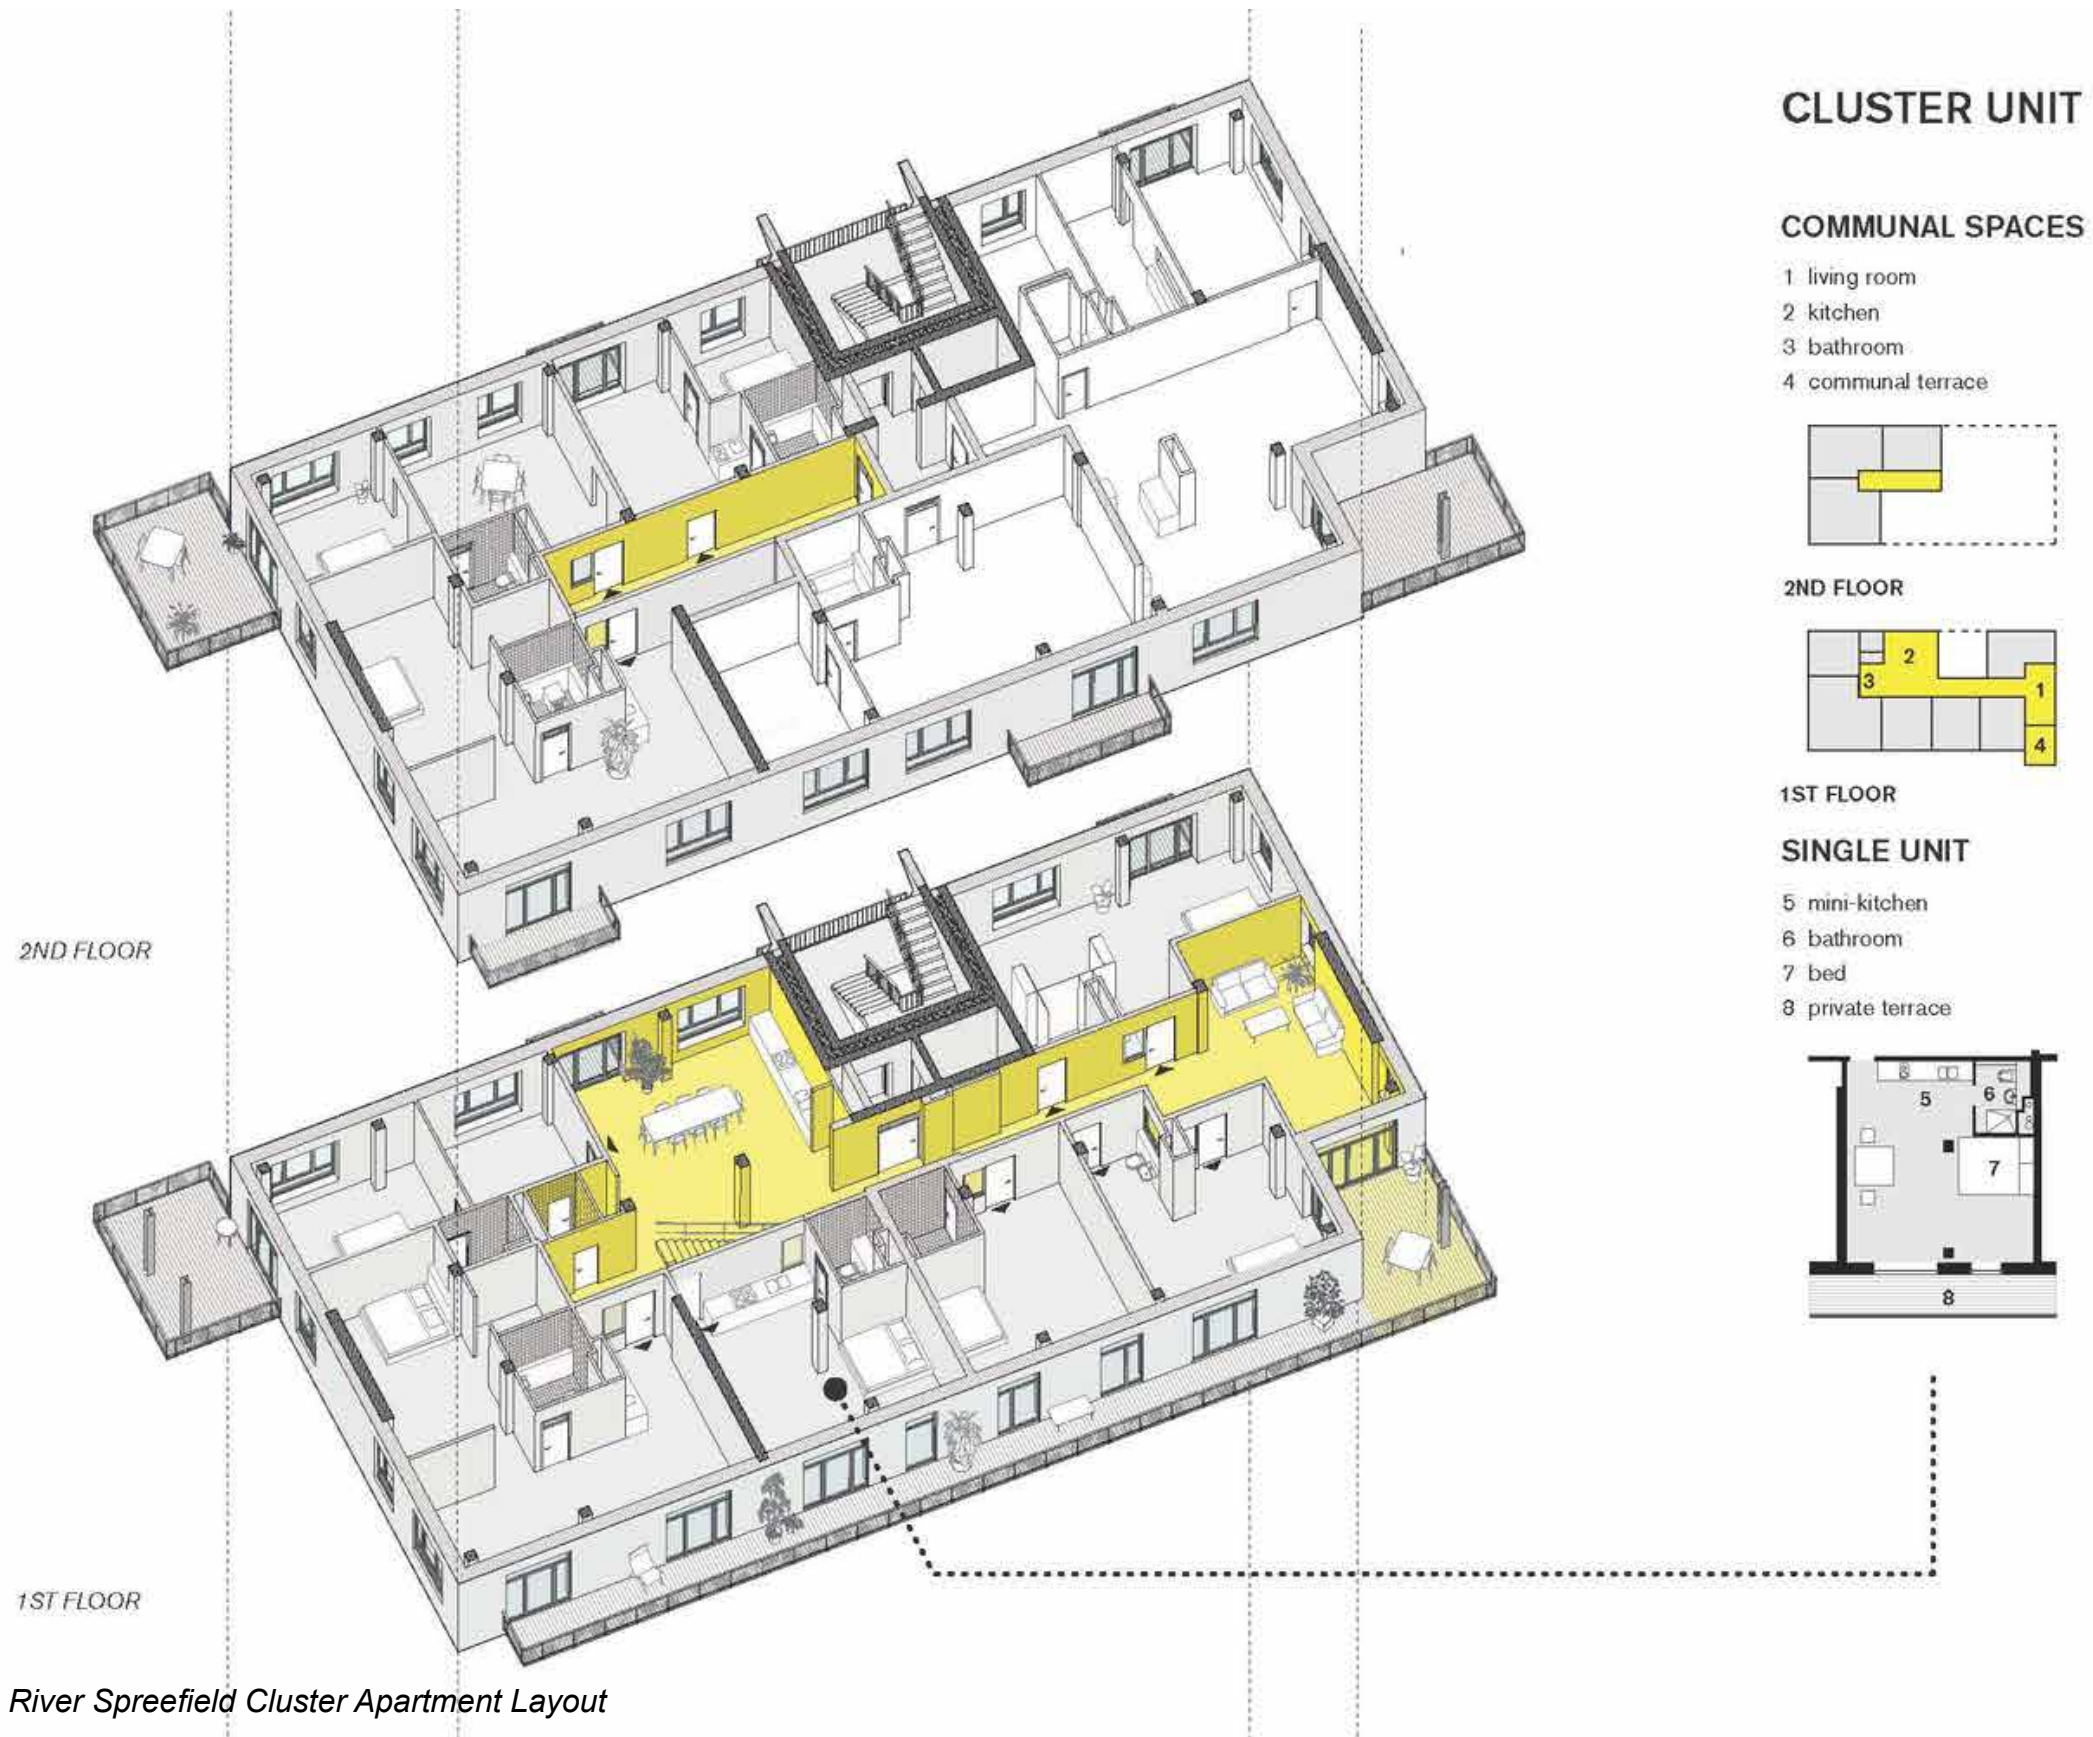 CLUSTER UNIT
COMMUNAL SPACES
1 living room
2 kitchen
3 bathroom
4 communal terrace
2ND FLOOR
2
3
1
4
1ST FLOOR
SINGLE UNIT
5 mini-kitchen
6 bathroom
7 bed
8 private terrace
5
6
7
8
2ND FLOOR
1ST FLOOR
River Spreefield Cluster Apartment Layout